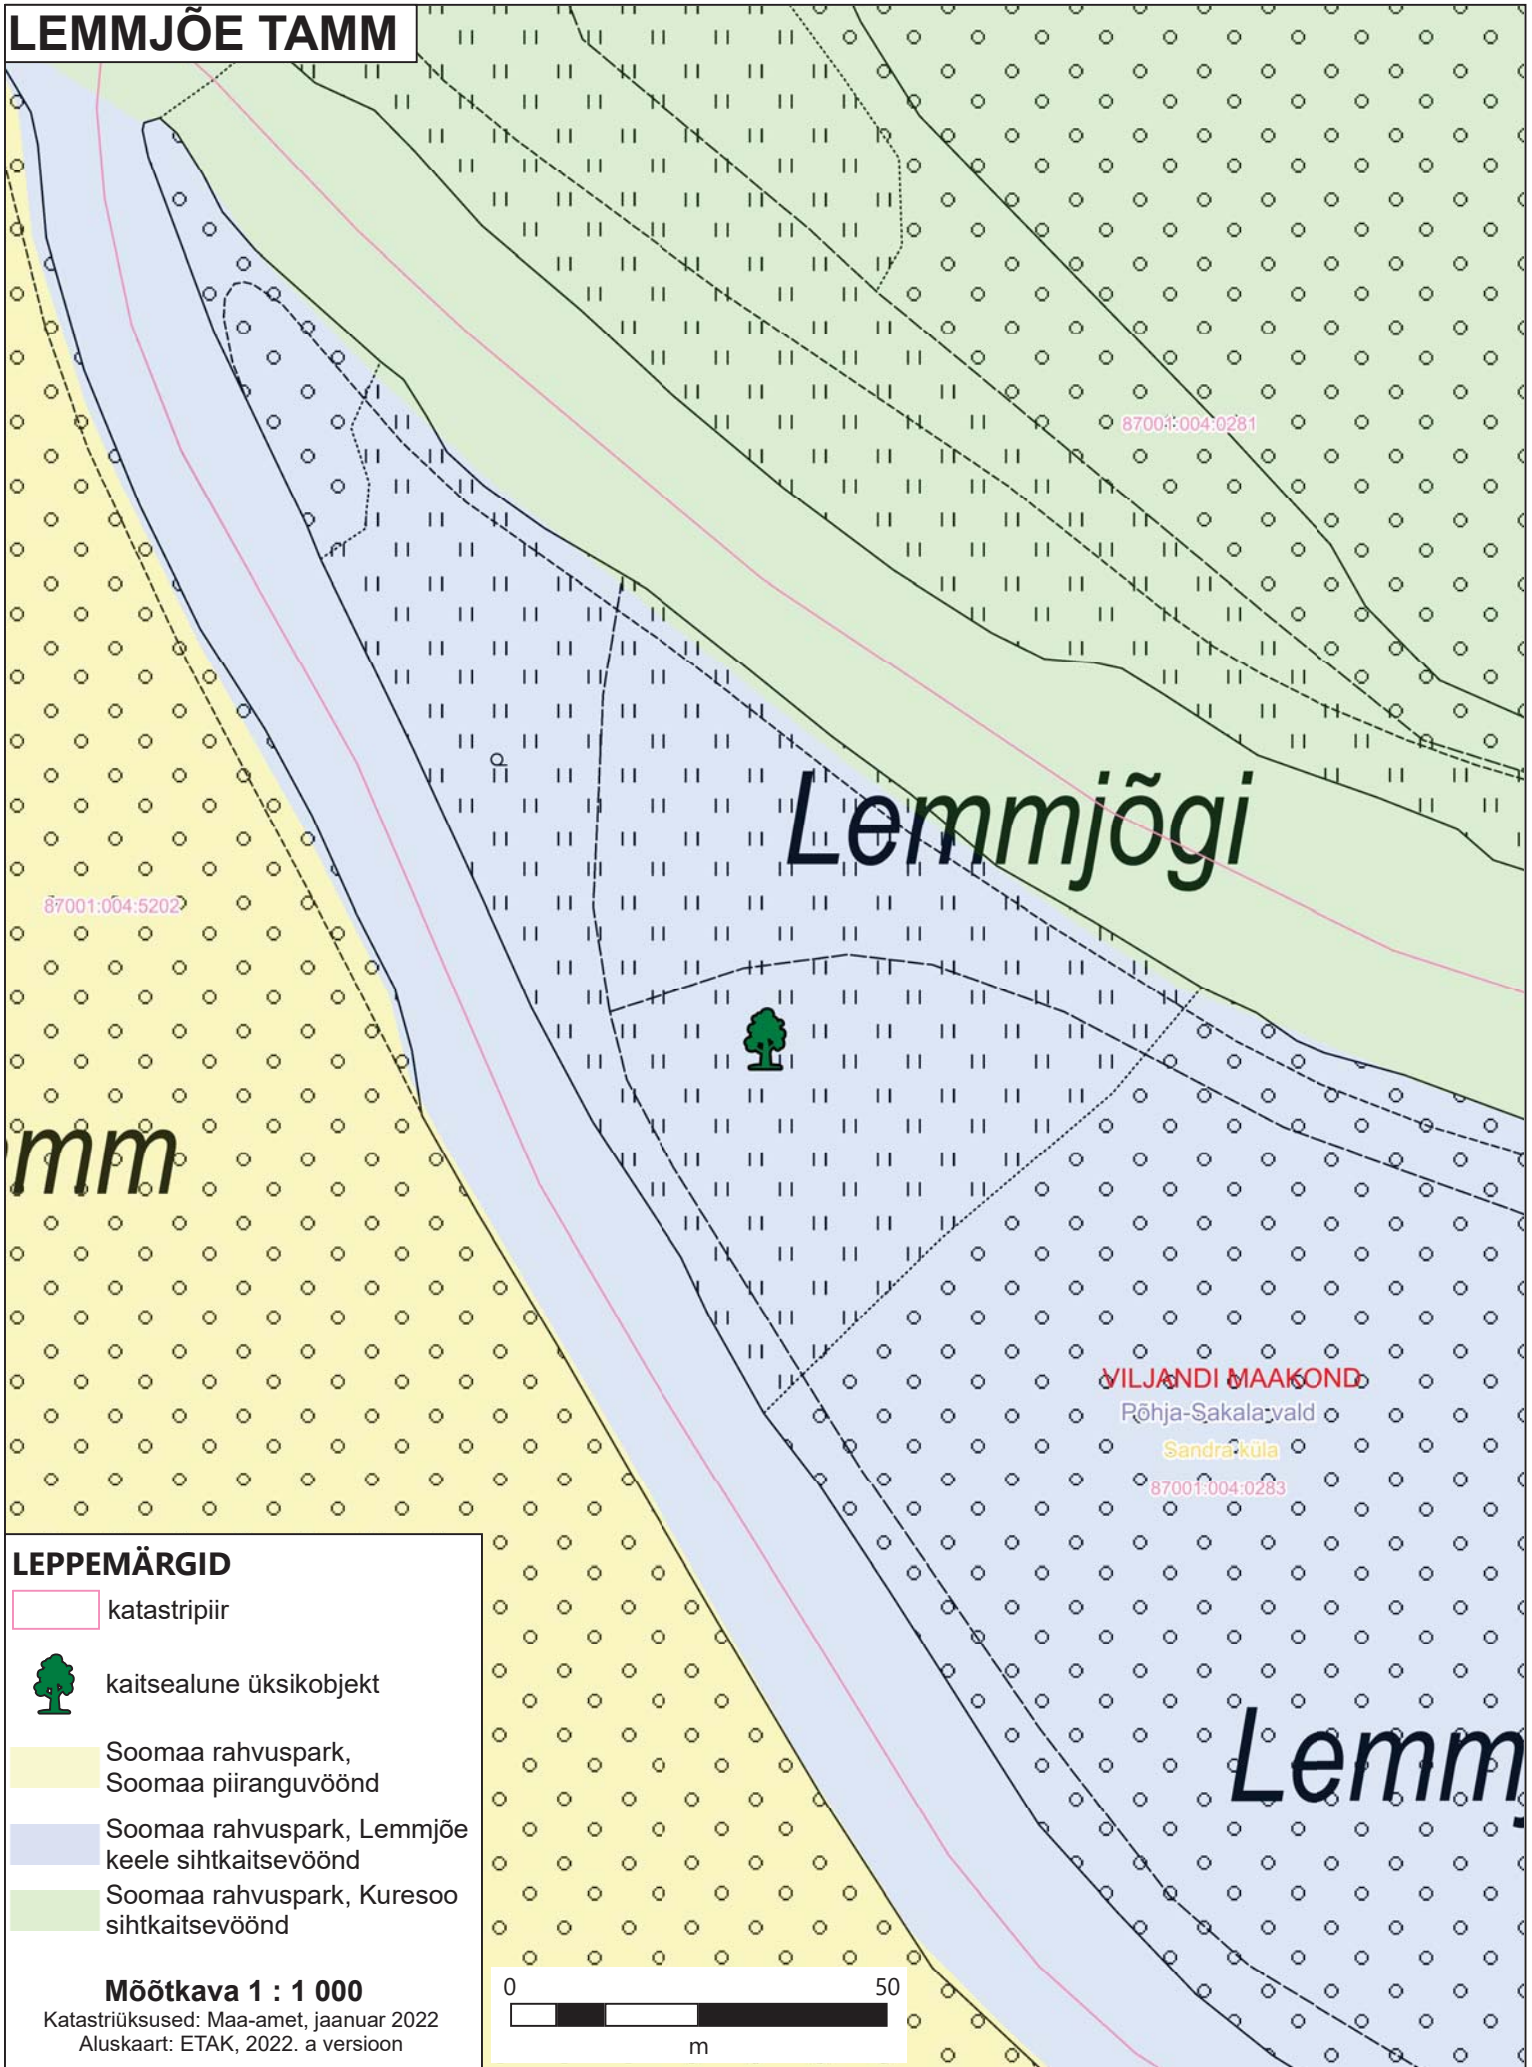 LEMMJÕE TAMM
87001:004:0281
Lemmjõgi
87001:004:5202
mm
VILJANDI MAAKOND
Põhja-Sakala vald
Sandra küla
87001:004:0283
Lemmj
LEPPEMÄRGID
katastripiir
kaitsealune üksikobjekt
Soomaa rahvuspark,
Soomaa piiranguvöönd
Soomaa rahvuspark, Lemmjõe
keele sihtkaitsevöönd
Soomaa rahvuspark, Kuresoo
sihtkaitsevöönd
Mõõtkava 1 : 1 000
Katastriüksused: Maa-amet, jaanuar 2022
Aluskaart: ETAK, 2022. a versioon
0 50
m